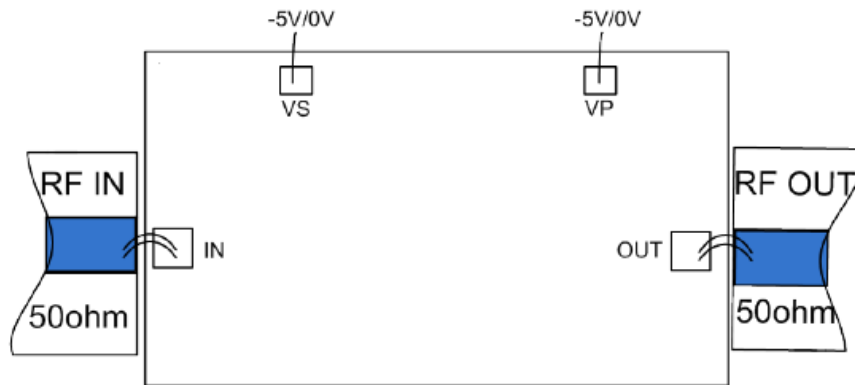 -5V/0V
-5V/0V
VS
VP
RF IN
RF OUT
IN
OUT
50ohm
50ohm